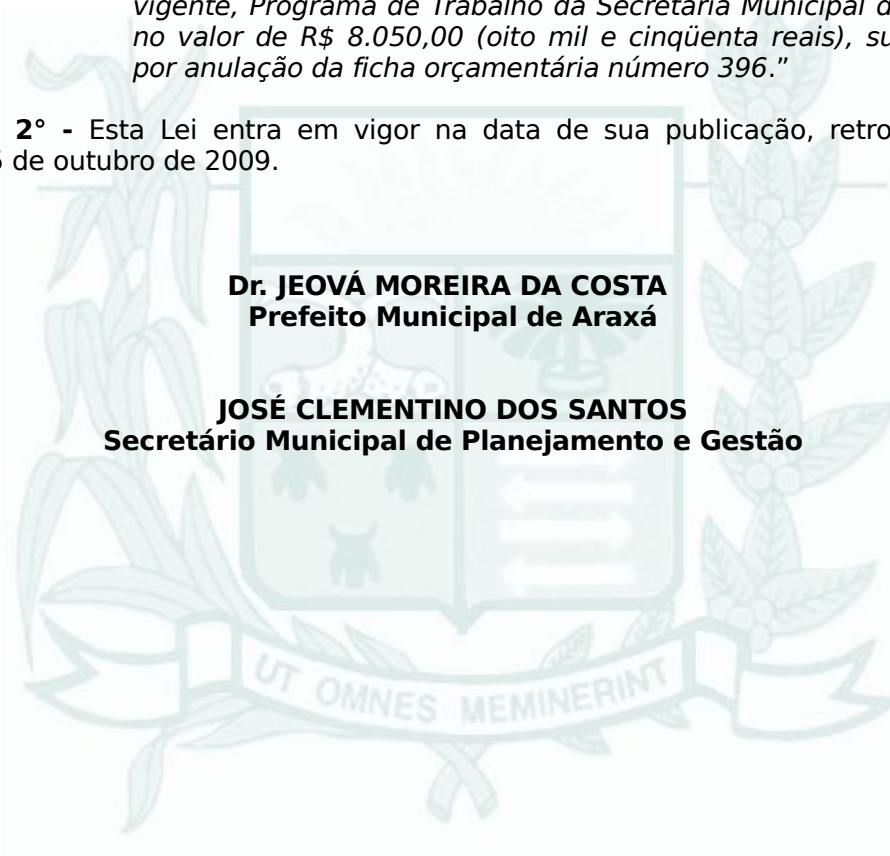 vigente, Programa de Trabalho da Secretaria Municipal
no valor de R$ 8.050,00 (oito mil e cinqüenta reais),
por anulação da ficha orçamentária número 396.”
2° - Esta Lei entra em vigor na data de sua publicação,
de outubro de 2009.
Dr. JEOVÁ MOREIRA DA COSTA
Prefeito Municipal de Araxá
JOSÉ CLEMENTINO DOS SANTOS
Secretário Municipal de Planejamento e Gestão
UT OMNES MEMINERINT